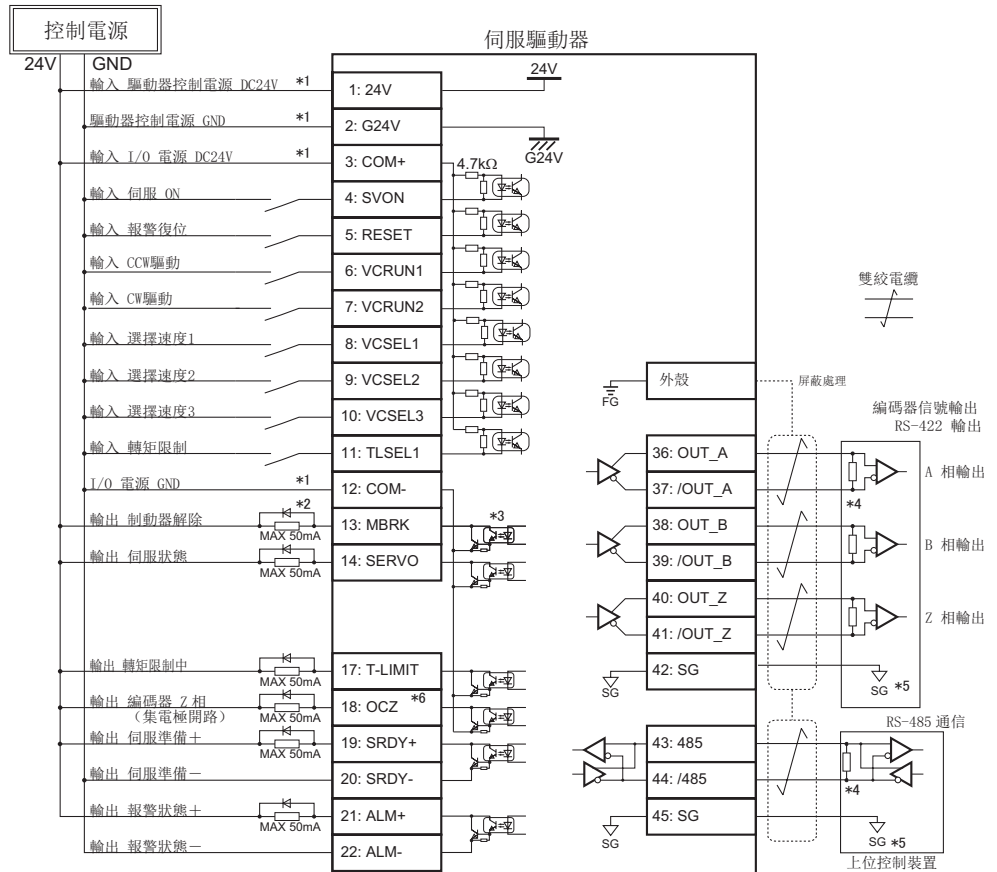 控制電源
24V GND
伺服驅動器
輸入 驅動器控制電源 DC24V *1
1: 24V
24V
驅動器控制電源 GND *1
2: G24V
G24V
輸入 I/O 電源 DC24V *1
3: COM+
4.7kΩ
輸入 伺服 ON
4: SVON
輸入 報警復位
5: RESET
輸入 CCW驅動
6: VCRUN1
輸入 CW驅動
7: VCRUN2
輸入 選擇速度1
8: VCSEL1
輸入 選擇速度2
9: VCSEL2
輸入 選擇速度3
10: VCSEL3
輸入 轉矩限制
11: TLSEL1
I/O 電源 GND *1
12: COM-
輸出 制動器解除
*2
MAX 50mA
13: MBRK
*3
輸出 伺服狀態
MAX 50mA
14: SERVO
輸出 轉矩限制中
MAX 50mA
17: T-LIMIT
輸出 編碼器 Z 相
（集電極開路）
MAX 50mA
18: OCZ *6
輸出 伺服準備＋
MAX 50mA
19: SRDY+
輸出 伺服準備－
20: SRDY-
輸出 報警狀態＋
MAX 50mA
21: ALM+
輸出 報警狀態－
22: ALM-
雙絞電纜
外殼
FG
屏蔽處理
編碼器信號輸出
RS-422 輸出
36: OUT_A
37: /OUT_A
*4
A 相輸出
38: OUT_B
39: /OUT_B
B 相輸出
40: OUT_Z
41: /OUT_Z
Z 相輸出
42: SG
SG
SG *5
RS-485 通信
43: 485
44: /485
*4
45: SG
SG
SG *5
上位控制裝置